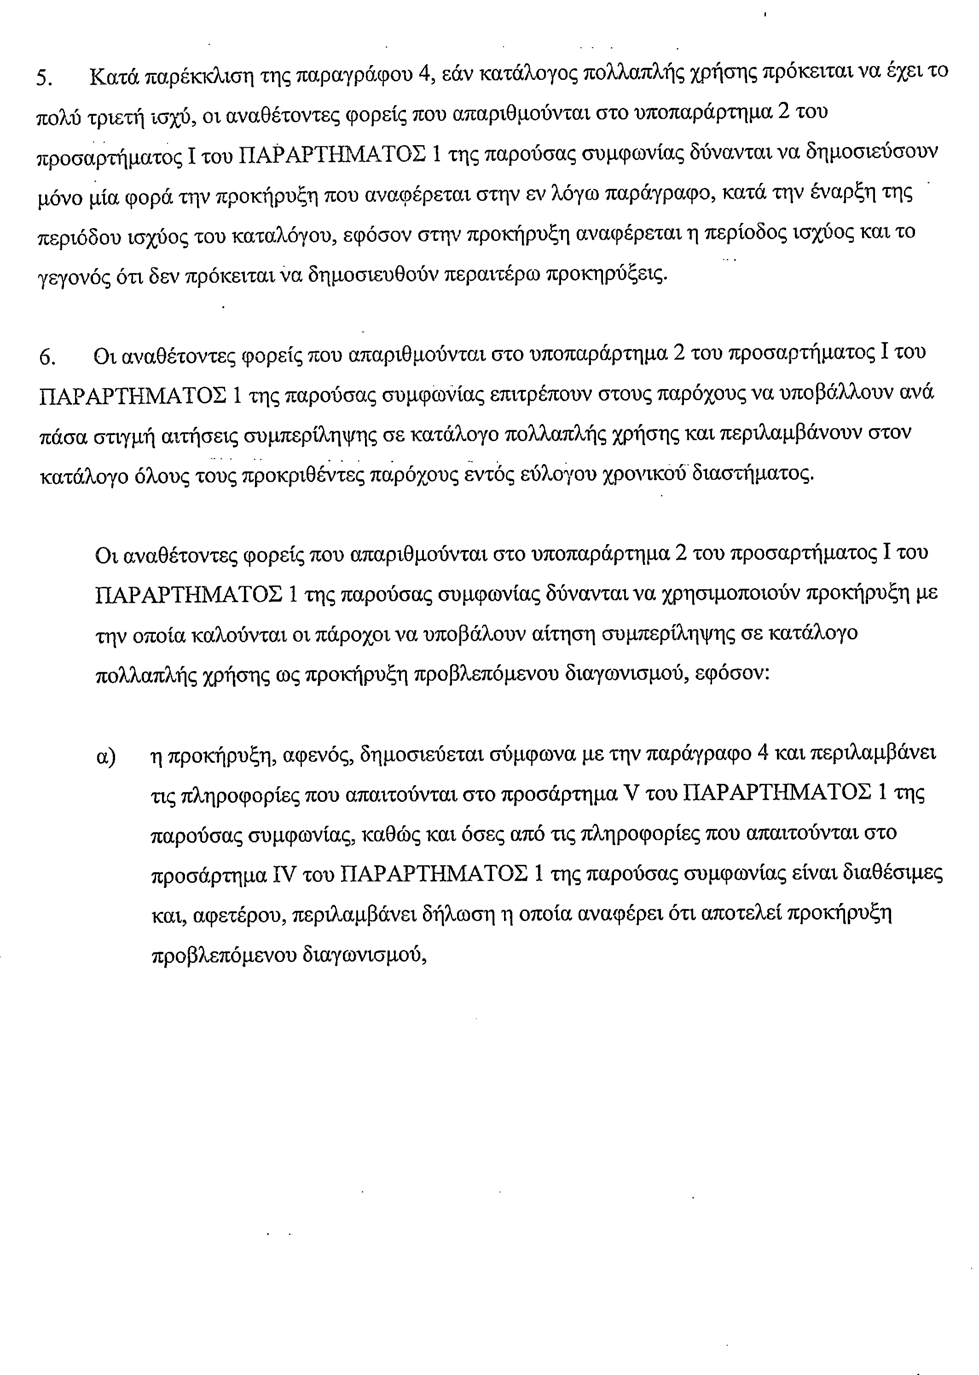 5. Κατά παρέκκλιση της παραγράφου 4, εάν κατάλογος πολλαπλής χρήσης πρόκειται να έχει το
πολύ τριετή ισχύ, οι αναθέτοντες φορείς που απαριθμούνται στο υποπαράρτημα 2 του
προσαρτήματος Ι του ΠΑΡΑΡΤΗΜΑΤΟΣ 1 της παρούσας συμφωνίας δύνανται να δημοσιεύσουν
μόνο μία φορά την προκήρυξη που αναφέρεται στην εν λόγω παράγραφο, κατά την έναρξη της
περιόδου ισχύος του καταλόγου, εφόσον στην προκήρυξη αναφέρεται η περίοδος ισχύος και το
γεγονός ότι δεν πρόκειται να δημοσιευθούν περαιτέρω προκηρύξεις.
6. Οι αναθέτοντες φορείς που απαριθμούνται στο υποπαράρτημα 2 του προσαρτήματος Ι του
ΠΑΡΑΡΤΗΜΑΤΟΣ 1 της παρούσας συμφωνίας επιτρέπουν στους παρόχους να υποβάλλουν ανά
πάσα στιγμή αιτήσεις συμπερίληψης σε κατάλογο πολλαπλής χρήσης και περιλαμβάνουν στον
κατάλογο όλους τους προκριθέντες παρόχους εντός εύλογου χρονικού διαστήματος.
Οι αναθέτοντες φορείς που απαριθμούνται στο υποπαράρτημα 2 του προσαρτήματος Ι του
ΠΑΡΑΡΤΗΜΑΤΟΣ 1 της παρούσας συμφωνίας δύνανται να χρησιμοποιούν προκήρυξη με
την οποία καλούνται οι πάροχοι να υποβάλουν αίτηση συμπερίληψης σε κατάλογο
πολλαπλής χρήσης ως προκήρυξη προβλεπόμενου διαγωνισμού, εφόσον:
α) η προκήρυξη, αφενός, δημοσιεύεται σύμφωνα με την παράγραφο 4 και περιλαμβάνει
τις πληροφορίες που απαιτούνται στο προσάρτημα V του ΠΑΡΑΡΤΗΜΑΤΟΣ 1 της
παρούσας συμφωνίας, καθώς και όσες από τις πληροφορίες που απαιτούνται στο
προσάρτημα IV του ΠΑΡΑΡΤΗΜΑΤΟΣ 1 της παρούσας συμφωνίας είναι διαθέσιμες
και, αφετέρου, περιλαμβάνει δήλωση η οποία αναφέρει ότι αποτελεί προκήρυξη
προβλεπόμενου διαγωνισμού,